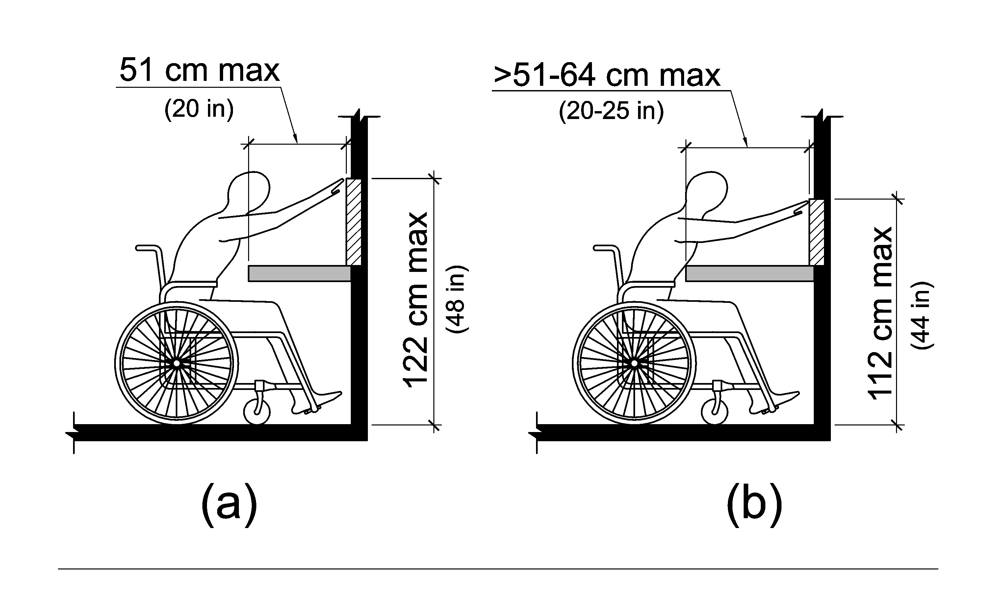 51 cm max
(20 in)
122 cm max
(48 in)
(a)
>51-64 cm max
(20-25 in)
112 cm max
(44 in)
(b)